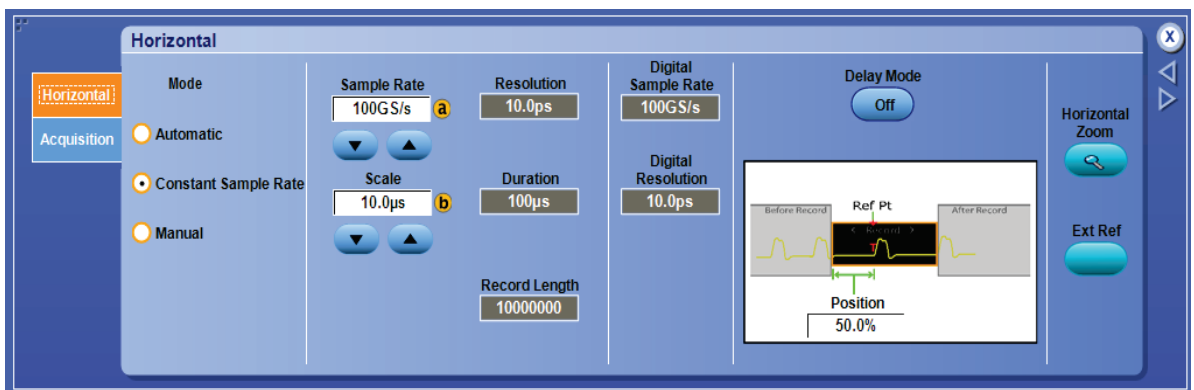 Horizontal
X
Horizontal
Acquisition
Mode
Automatic
Constant Sample Rate
Manual
Sample Rate
100GS/s
a
Scale
10.0µs
b
Resolution
10.0ps
Duration
100µs
Record Length
10000000
Digital
Sample Rate
100GS/s
Digital
Resolution
10.0ps
Delay Mode
Off
Before Record
Ref Pt
After Record
< Record >
T
Position
50.0%
Horizontal
Zoom
Ext Ref